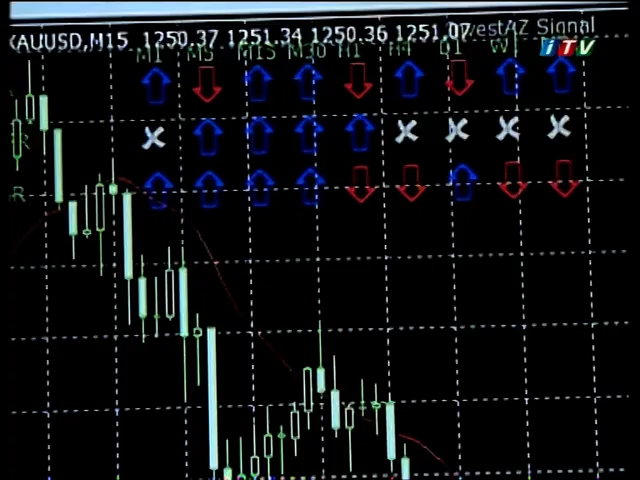 XAUUSD,M15 1250.37 1251.34 1250.36 1251.07
westAZ Signal
M1 M5 M15 M30 H1 H4 D1 W1
iTV
R
R